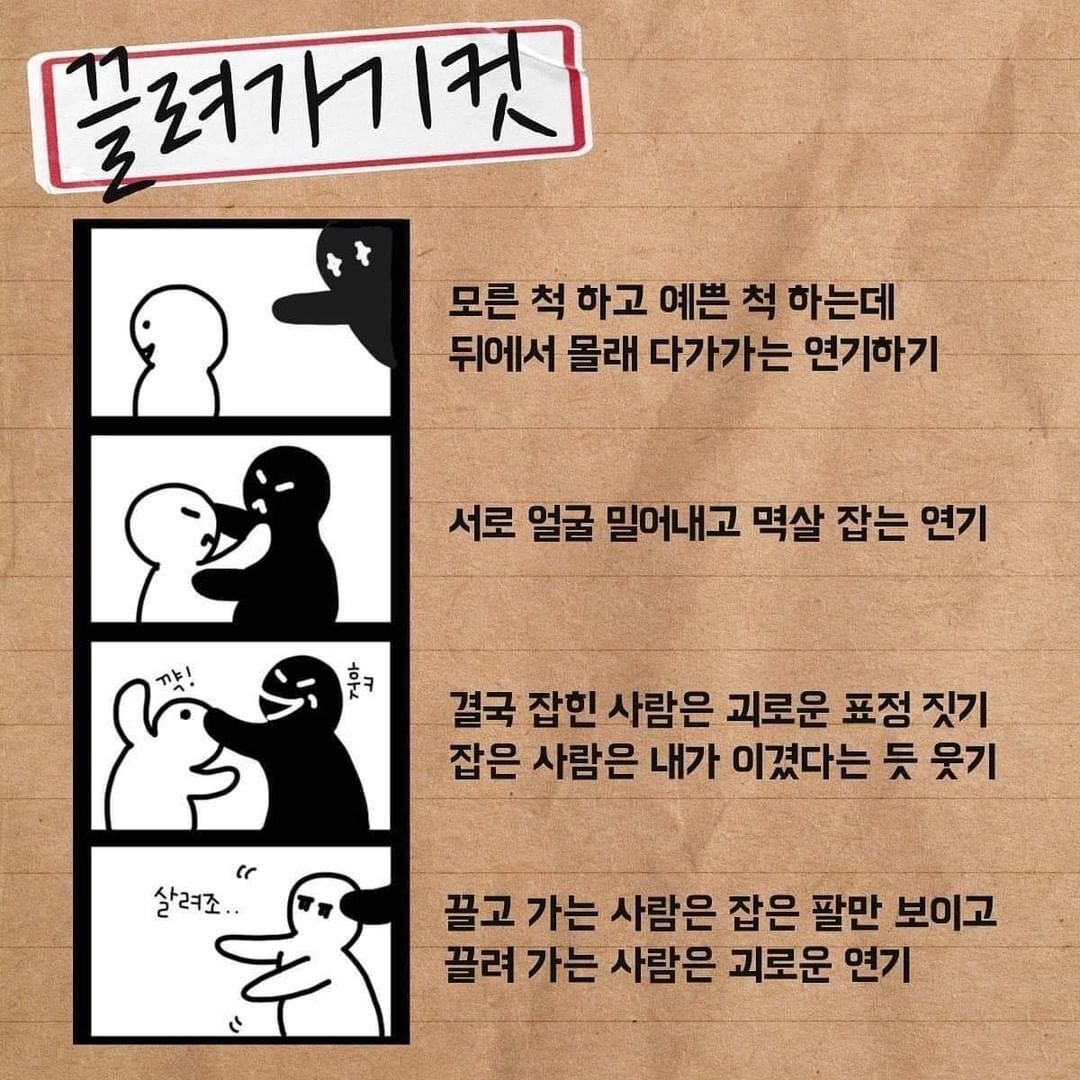 끌려가기컷
모른 척 하고 예쁜 척 하는데
뒤에서 몰래 다가가는 연기하기
서로 얼굴 밀어내고 멱살 잡는 연기
꺅!
훗ㅋ
결국 잡힌 사람은 괴로운 표정 짓기
잡은 사람은 내가 이겼다는 듯 웃기
살려조..
끌고 가는 사람은 잡은 팔만 보이고
끌려 가는 사람은 괴로운 연기